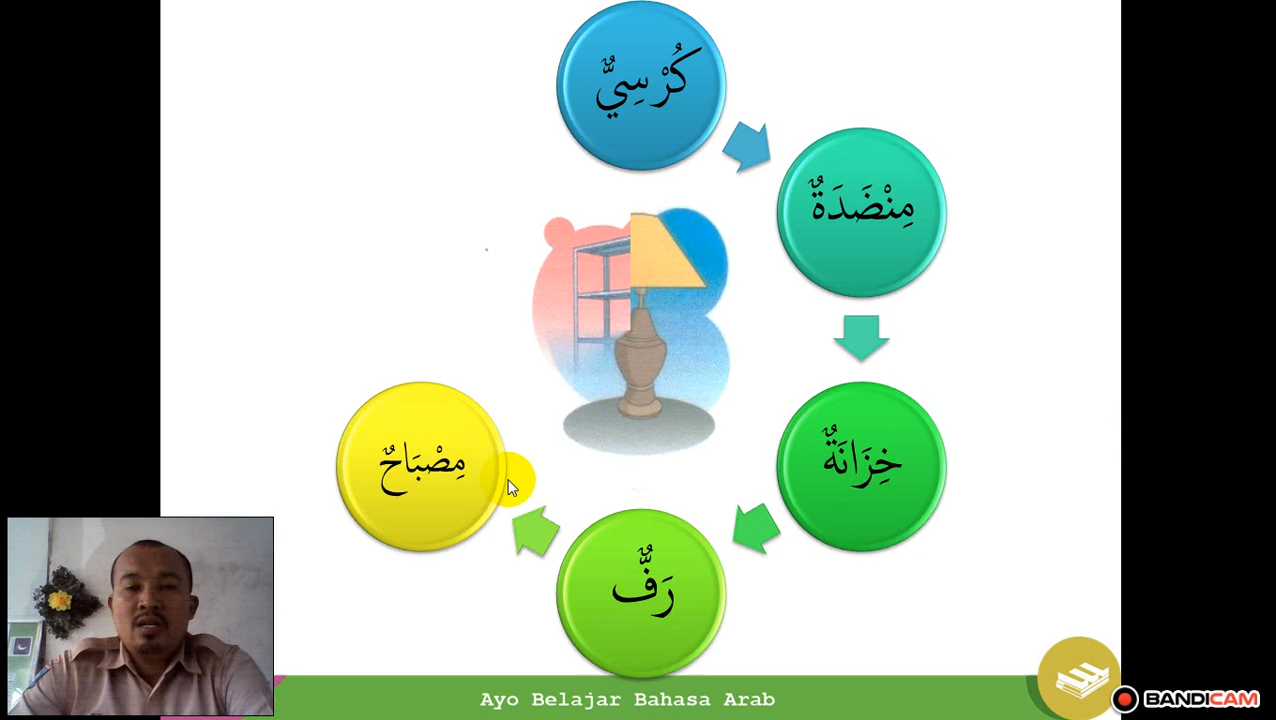 كُرْسِيٌّ
مِنْضَدَةٌ
خِزَانَةٌ
رَفٌّ
مِصْبَاحٌ
Ayo Belajar Bahasa Arab
BANDICAM